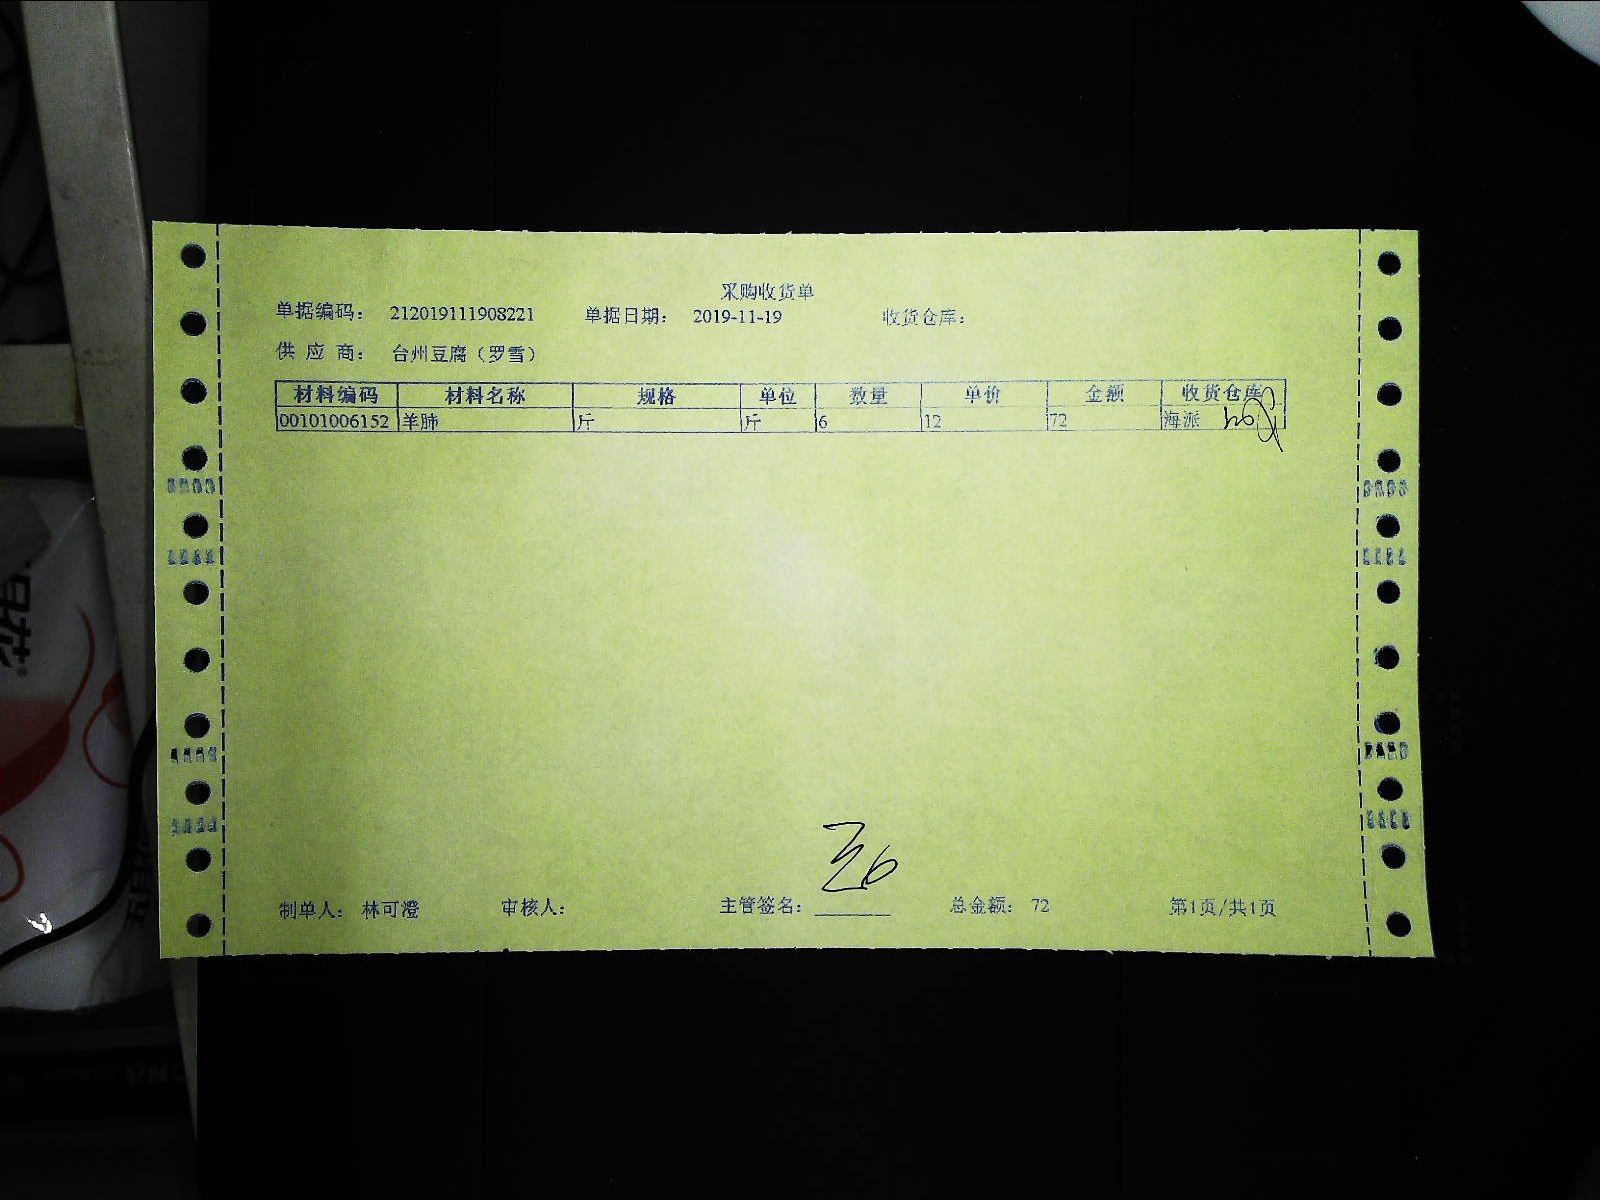 采购收货单
单据编码： 212019111908221 单据日期： 2019-11-19 收货仓库：
供 应 商： 台州豆腐（罗雪）
材料编码 材料名称 规格 单位 数量 单价 金额 收货仓库
00101006152 羊肺 斤 斤 6 12 72 海派
制单人： 林可澄 审核人： 主管签名： 总金额： 72 第1页/共1页